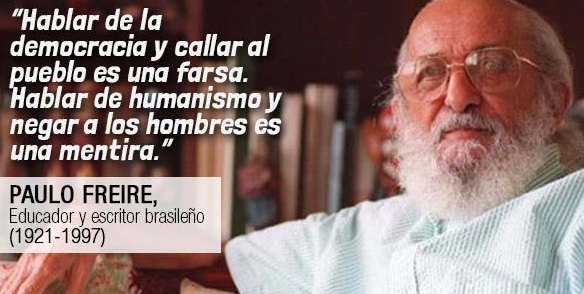 “Hablar de la
democracia y callar al
pueblo es una farsa.
Hablar de humanismo y
negar a los hombres es
una mentira.”
PAULO FREIRE,
Educador y escritor brasileño
(1921-1997)